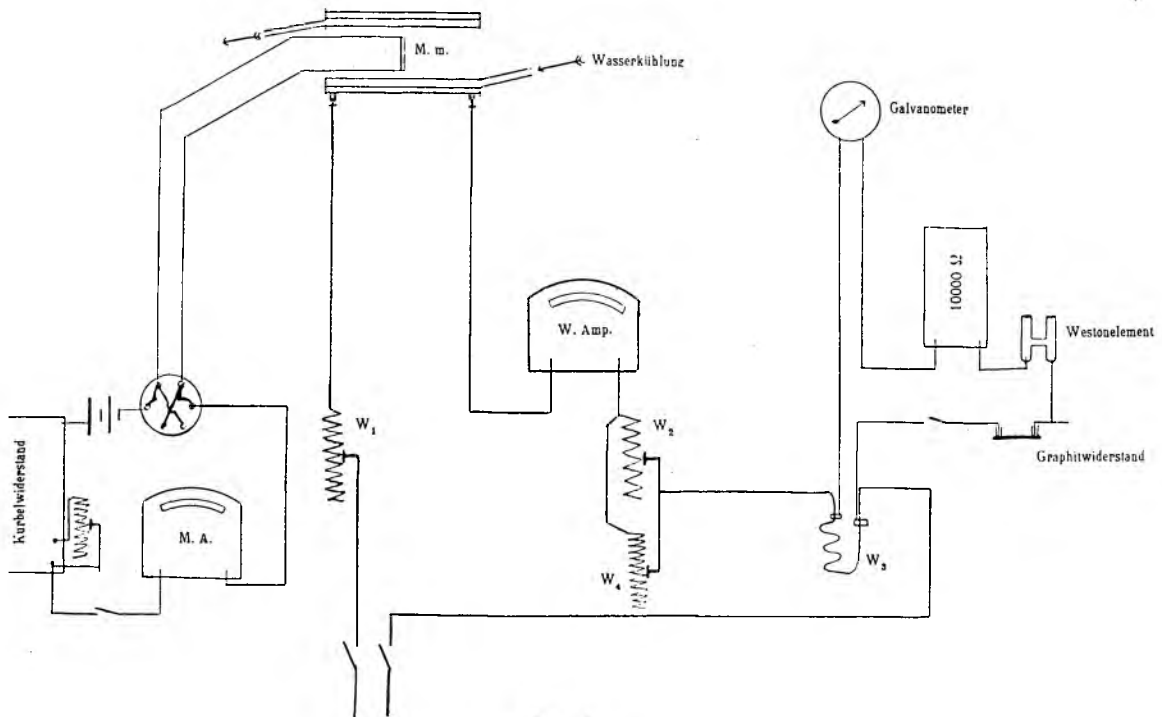 M. m.
Wasserkühlung
Galvanometer
10000 Ω
Westonelement
W. Amp.
W₁
W₂
Graphitwiderstand
Kurbelwiderstand
M. A.
W₃
W₄